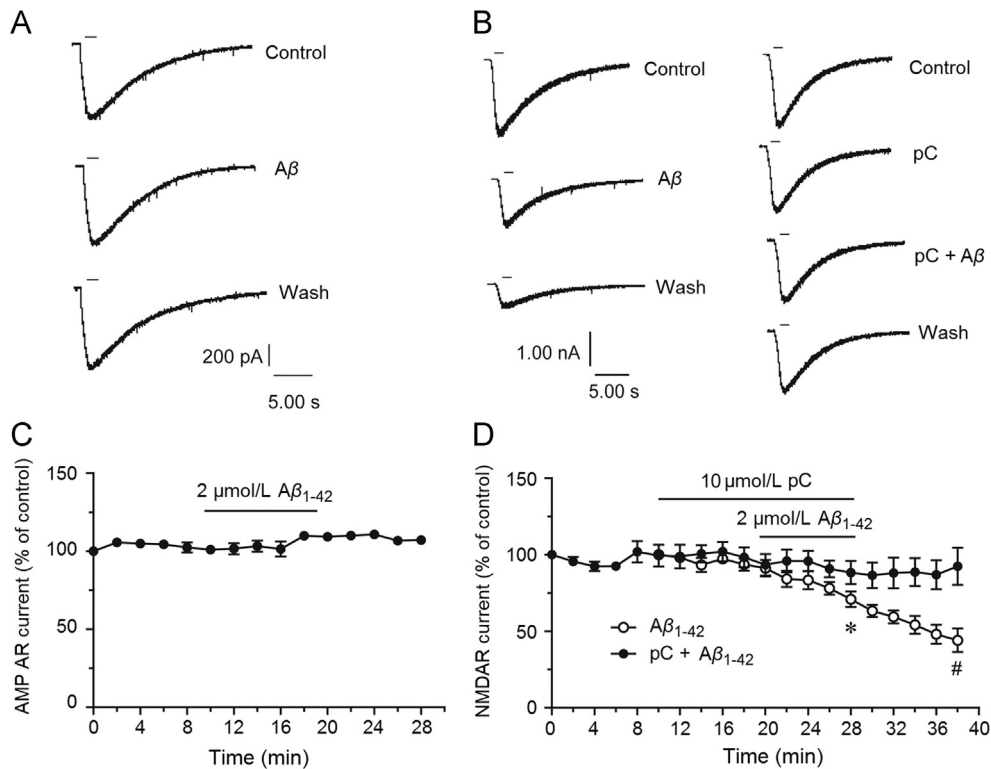 A
Control
Aβ
Wash
200 pA
5.00 s
B
Control
Aβ
Wash
1.00 nA
5.00 s
Control
pC
pC + Aβ
Wash
C
AMP AR current (% of control)
150
100
50
0
2 μmol/L Aβ1-42
0 4 8 12 16 20 24 28
Time (min)
D
NMDAR current (% of control)
150
100
50
0
10 μmol/L pC
2 μmol/L Aβ1-42
Aβ1-42
pC + Aβ1-42
*
#
0 4 8 12 16 20 24 28 32 36 40
Time (min)